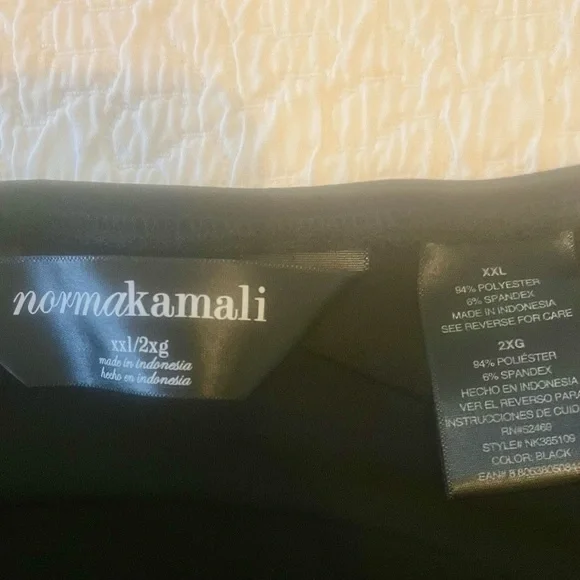 normakamali
xxl/2xg
made in indonesia
hecho en indonesia
XXL
94% POLYESTER
6% SPANDEX
MADE IN INDONESIA
SEE REVERSE FOR CARE
2XG
94% POLIÉSTER
6% SPANDEX
HECHO EN INDONESIA
VER EL REVERSO PARA
INSTRUCCIONES DE
RN#52469
STYLE# NK385109
COLOR: BLACK
EAN#